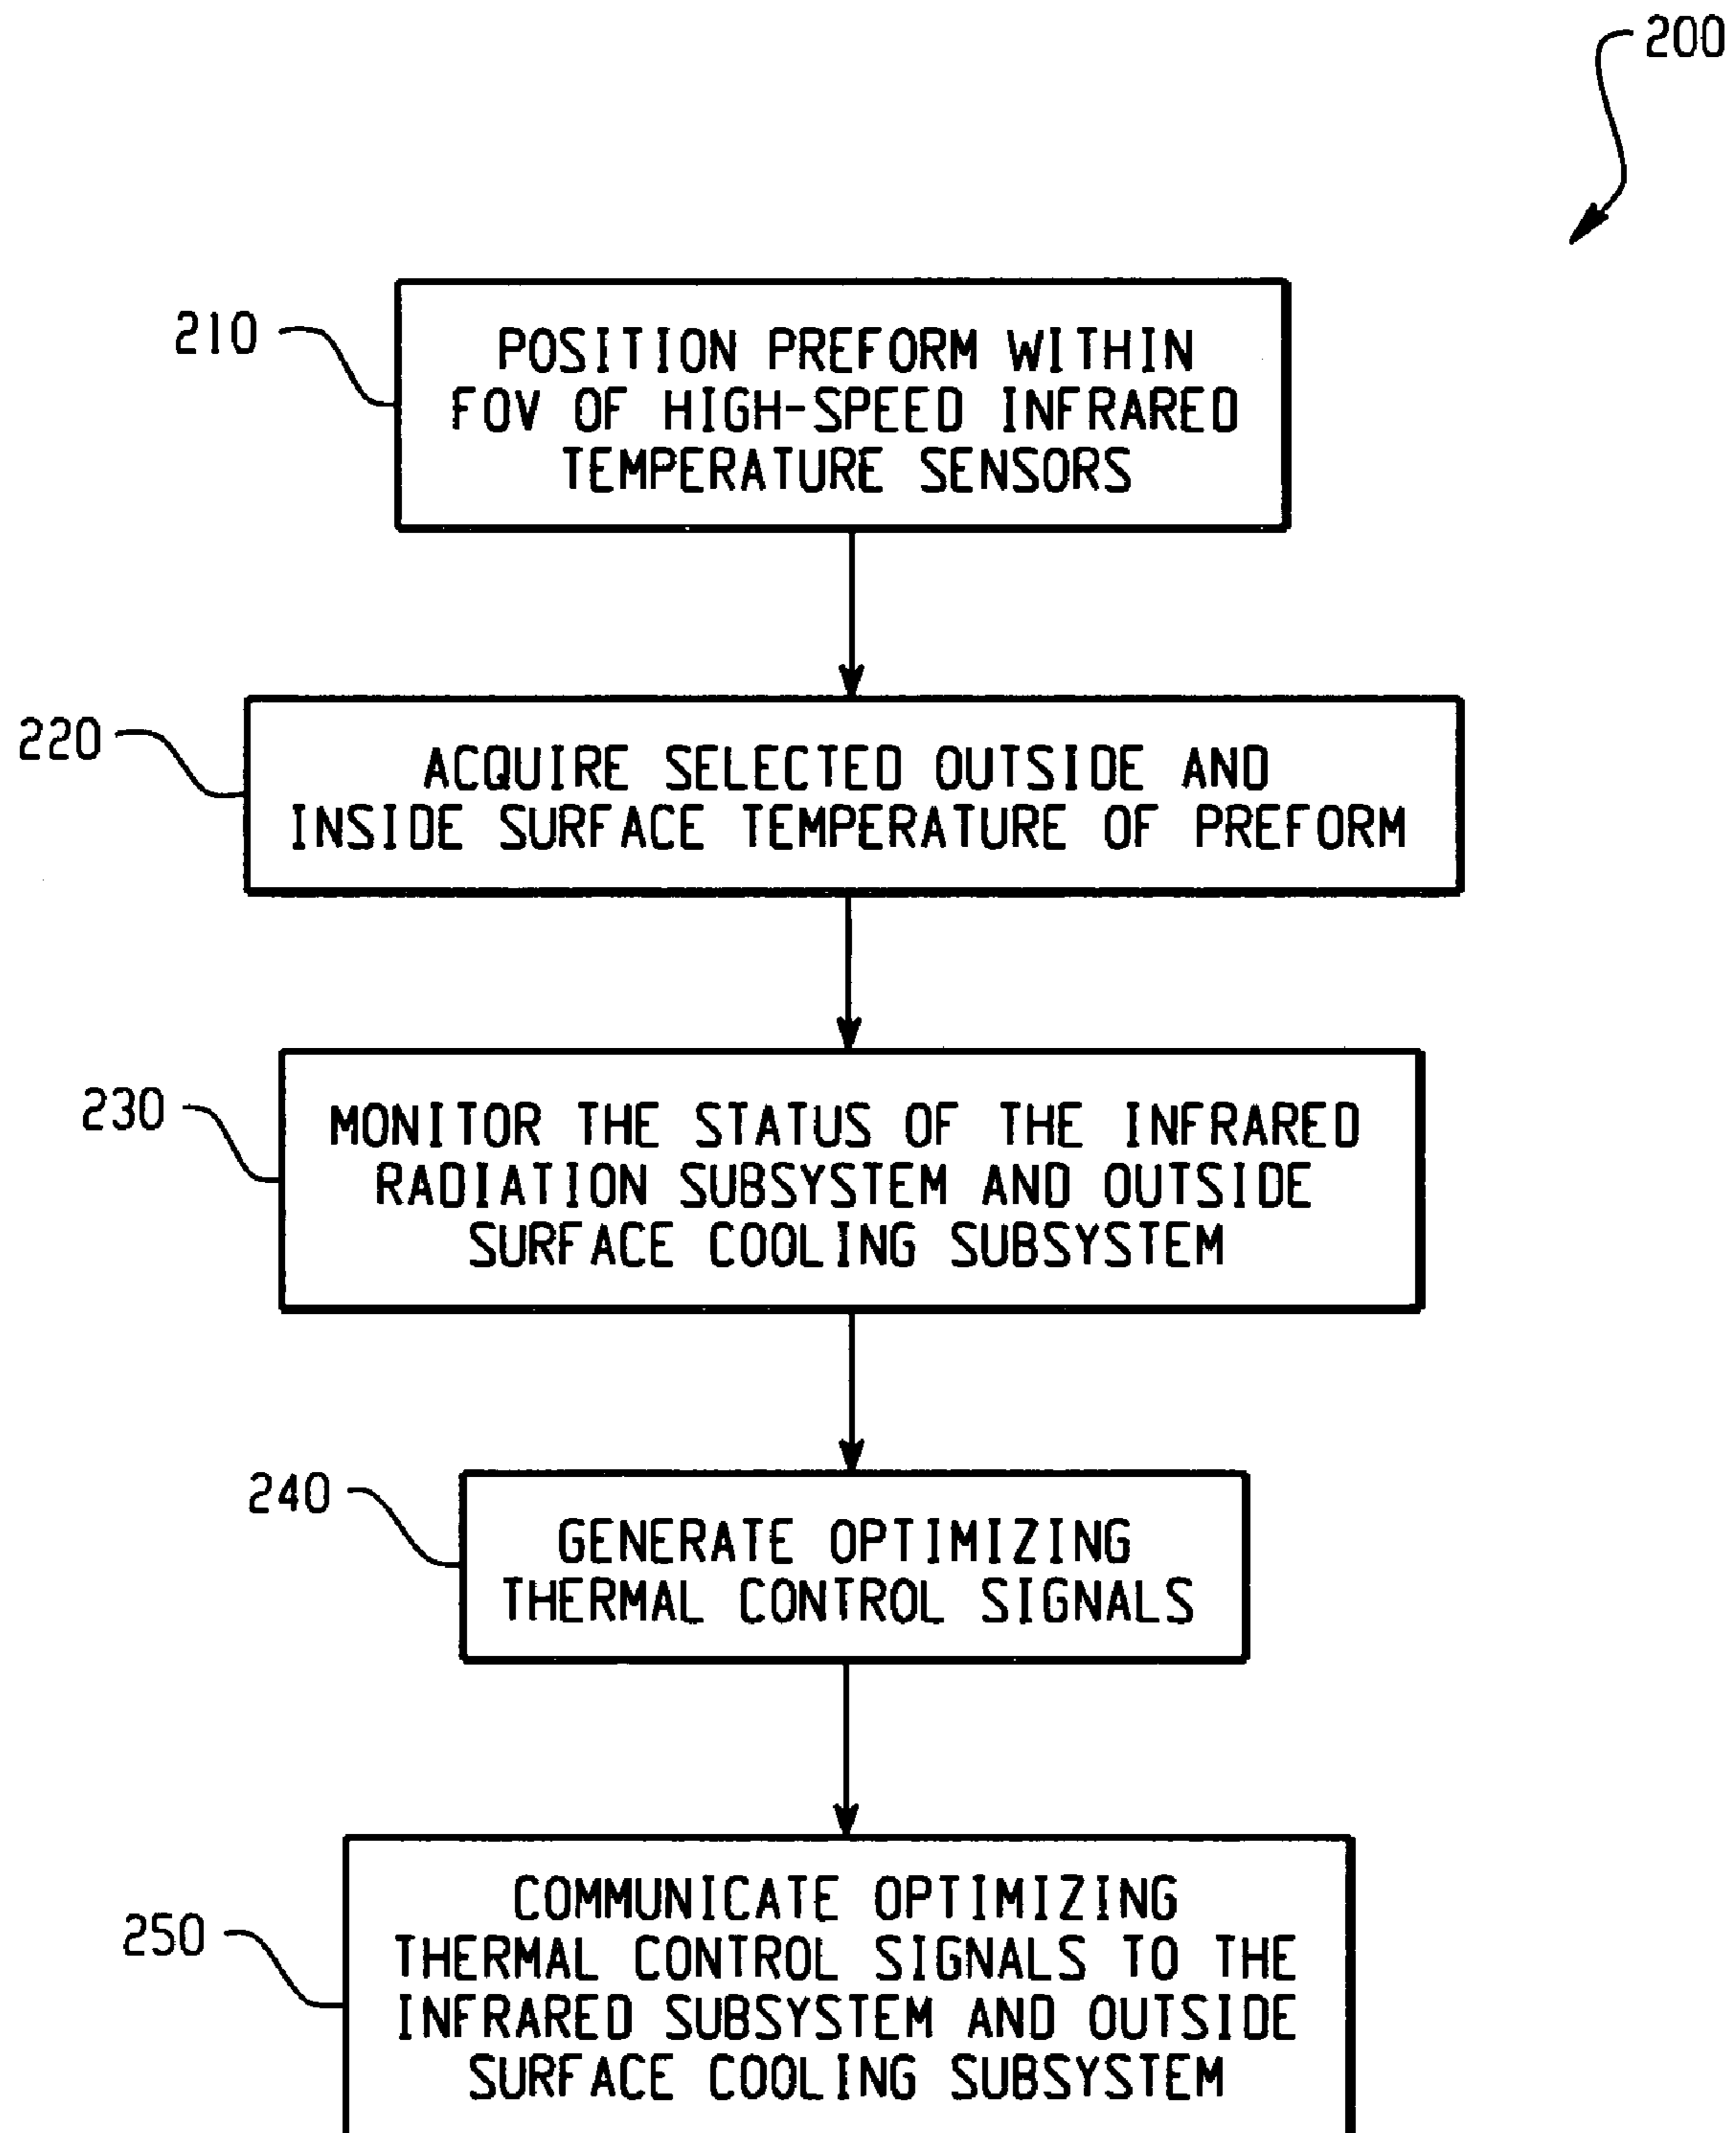 200
210
POSITION PREFORM WITHIN
FOV OF HIGH-SPEED INFRARED
TEMPERATURE SENSORS
220
ACQUIRE SELECTED OUTSIDE AND
INSIDE SURFACE TEMPERATURE OF PREFORM
230
MONITOR THE STATUS OF THE INFRARED
RADIATION SUBSYSTEM AND OUTSIDE
SURFACE COOLING SUBSYSTEM
240
GENERATE OPTIMIZING
THERMAL CONTROL SIGNALS
250
COMMUNICATE OPTIMIZING
THERMAL CONTROL SIGNALS TO THE
INFRARED SUBSYSTEM AND OUTSIDE
SURFACE COOLING SUBSYSTEM